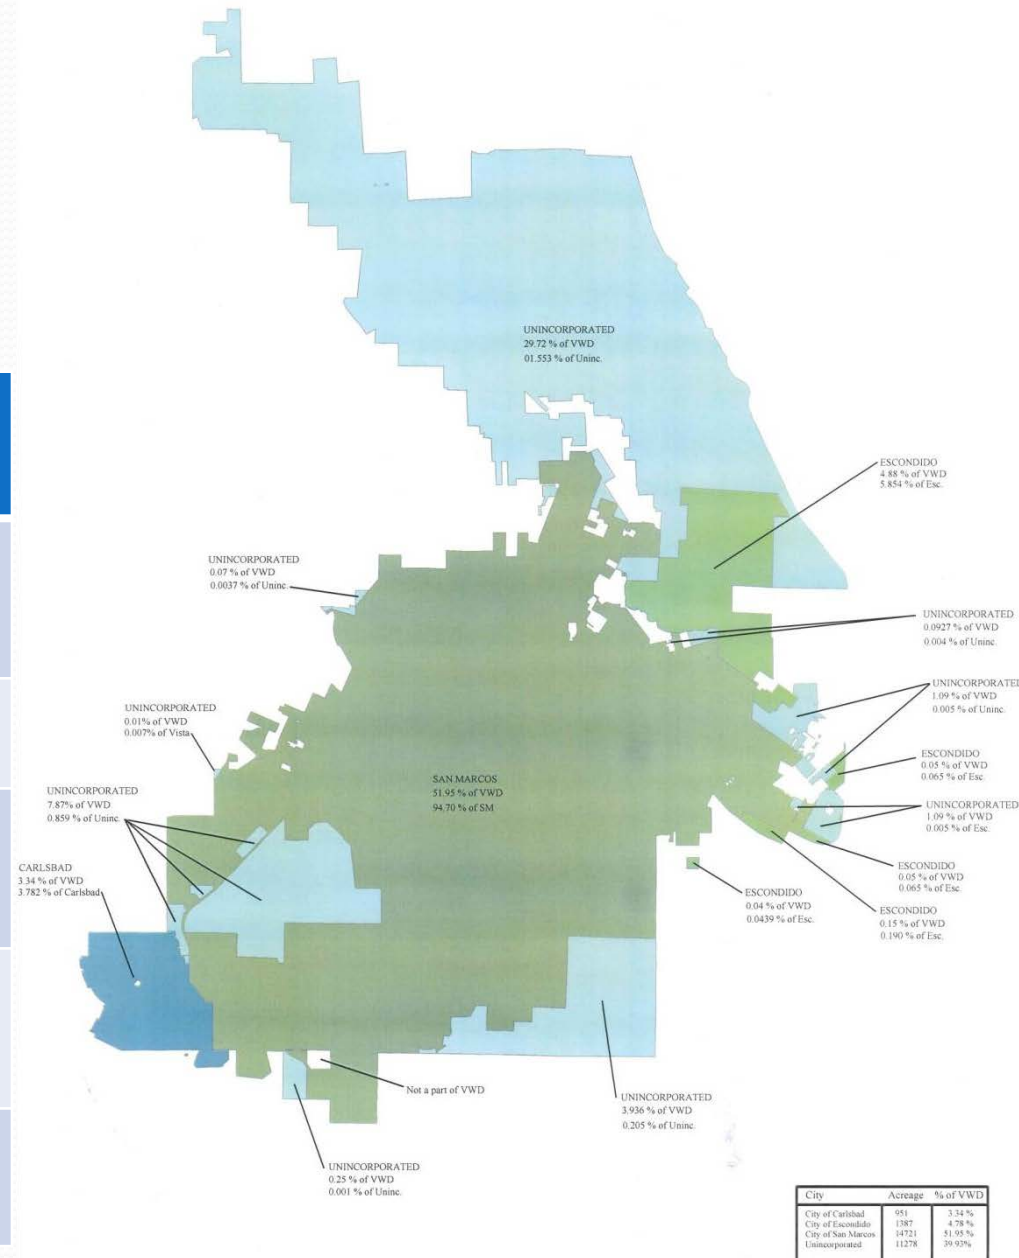 UNINCORPORATED
29.72 % of VWD
01.553 % of Uninc.
ESCONDIDO
4.88 % of VWD
5.854 % of Esc.
UNINCORPORATED
0.07 % of VWD
0.0037 % of Uninc.
UNINCORPORATED
0.0927 % of VWD
0.004 % of Uninc.
UNINCORPORATED
1.09 % of VWD
0.005 % of Uninc.
UNINCORPORATED
0.01% of VWD
0.007% of Vista
ESCONDIDO
0.05 % of VWD
0.065 % of Esc.
SAN MARCOS
51.95 % of VWD
94.70 % of SM
UNINCORPORATED
7.87% of VWD
0.859 % of Uninc.
UNINCORPORATED
1.09 % of VWD
0.005 % of Esc.
CARLSBAD
3.34 % of VWD
3.782 % of Carlsbad
ESCONDIDO
0.05 % of VWD
0.065 % of Esc.
ESCONDIDO
0.04 % of VWD
0.0439 % of Esc.
ESCONDIDO
0.15 % of VWD
0.190 % of Esc.
Not a part of VWD
UNINCORPORATED
3.936 % of VWD
0.205 % of Uninc.
UNINCORPORATED
0.25 % of VWD
0.001 % of Uninc.
City Acreage % of VWD
City of Carlsbad 951 3.34 %
City of Escondido 1387 4.78 %
City of San Marcos 14721 51.95 %
Unincorporated 11278 39.93%